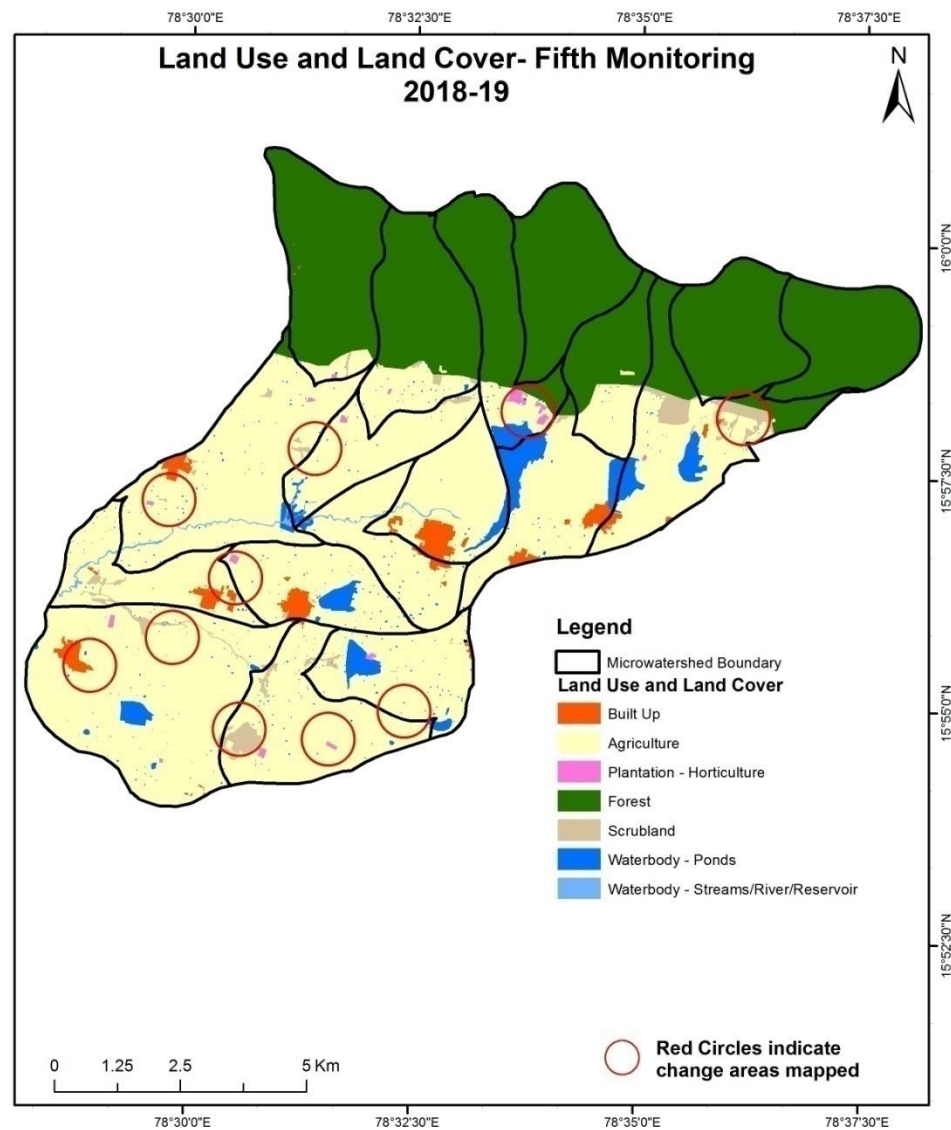 78°30'0"E 78°32'30"E 78°35'0"E 78°37'30"E
Land Use and Land Cover- Fifth Monitoring
2018-19
N
16°0'0"N
15°57'30"N
15°5'0"N
15°52'30"N
Legend
Microwatershed Boundary
Land Use and Land Cover
Built Up
Agriculture
Plantation - Horticulture
Forest
Scrubland
Waterbody - Ponds
Waterbody - Streams/River/Reservoir
0 1.25 2.5 5 Km
Red Circles indicate
change areas mapped
78°30'0"E 78°32'30"E 78°35'0"E 78°37'30"E